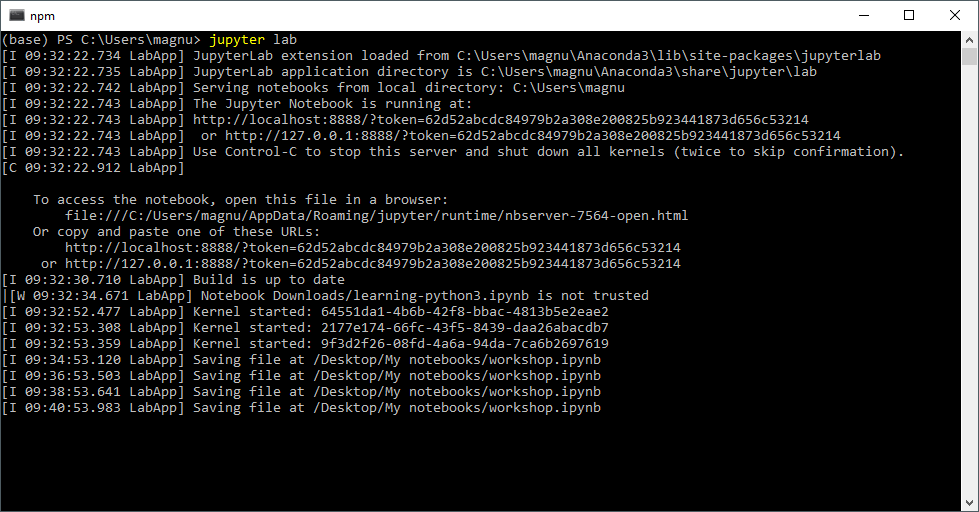 npm
(base) PS C:\Users\magnu> jupyter lab
[I 09:32:22.734 LabApp] JupyterLab extension loaded from C:\Users\magnu\Anaconda3\lib\site-packages\jupyterlab
[I 09:32:22.735 LabApp] JupyterLab application directory is C:\Users\magnu\Anaconda3\share\jupyter\lab
[I 09:32:22.742 LabApp] Serving notebooks from local directory: C:\Users\magnu
[I 09:32:22.743 LabApp] The Jupyter Notebook is running at:
[I 09:32:22.743 LabApp] http://localhost:8888/?token=62d52abcdc84979b2a308e200825b923441873d656c53214
[I 09:32:22.743 LabApp]  or http://127.0.0.1:8888/?token=62d52abcdc84979b2a308e200825b923441873d656c53214
[I 09:32:22.743 LabApp] Use Control-C to stop this server and shut down all kernels (twice to skip confirmation).
[C 09:32:22.912 LabApp]
    To access the notebook, open this file in a browser:
        file:///C:/Users/magnu/AppData/Roaming/jupyter/runtime/nbserver-7564-open.html
    Or copy and paste one of these URLs:
        http://localhost:8888/?token=62d52abcdc84979b2a308e200825b923441873d656c53214
     or http://127.0.0.1:8888/?token=62d52abcdc84979b2a308e200825b923441873d656c53214
[I 09:32:30.710 LabApp] Build is up to date
|[W 09:32:34.671 LabApp] Notebook Downloads/learning-python3.ipynb is not trusted
[I 09:32:52.477 LabApp] Kernel started: 64551da1-4b6b-42f8-bbac-4813b5e2eae2
[I 09:32:53.308 LabApp] Kernel started: 2177e174-66fc-43f5-8439-daa26abacdb7
[I 09:32:53.359 LabApp] Kernel started: 9f3d2f26-08fd-4a6a-94da-7ca6b2697619
[I 09:34:53.120 LabApp] Saving file at /Desktop/My notebooks/workshop.ipynb
[I 09:36:53.503 LabApp] Saving file at /Desktop/My notebooks/workshop.ipynb
[I 09:38:53.641 LabApp] Saving file at /Desktop/My notebooks/workshop.ipynb
[I 09:40:53.983 LabApp] Saving file at /Desktop/My notebooks/workshop.ipynb